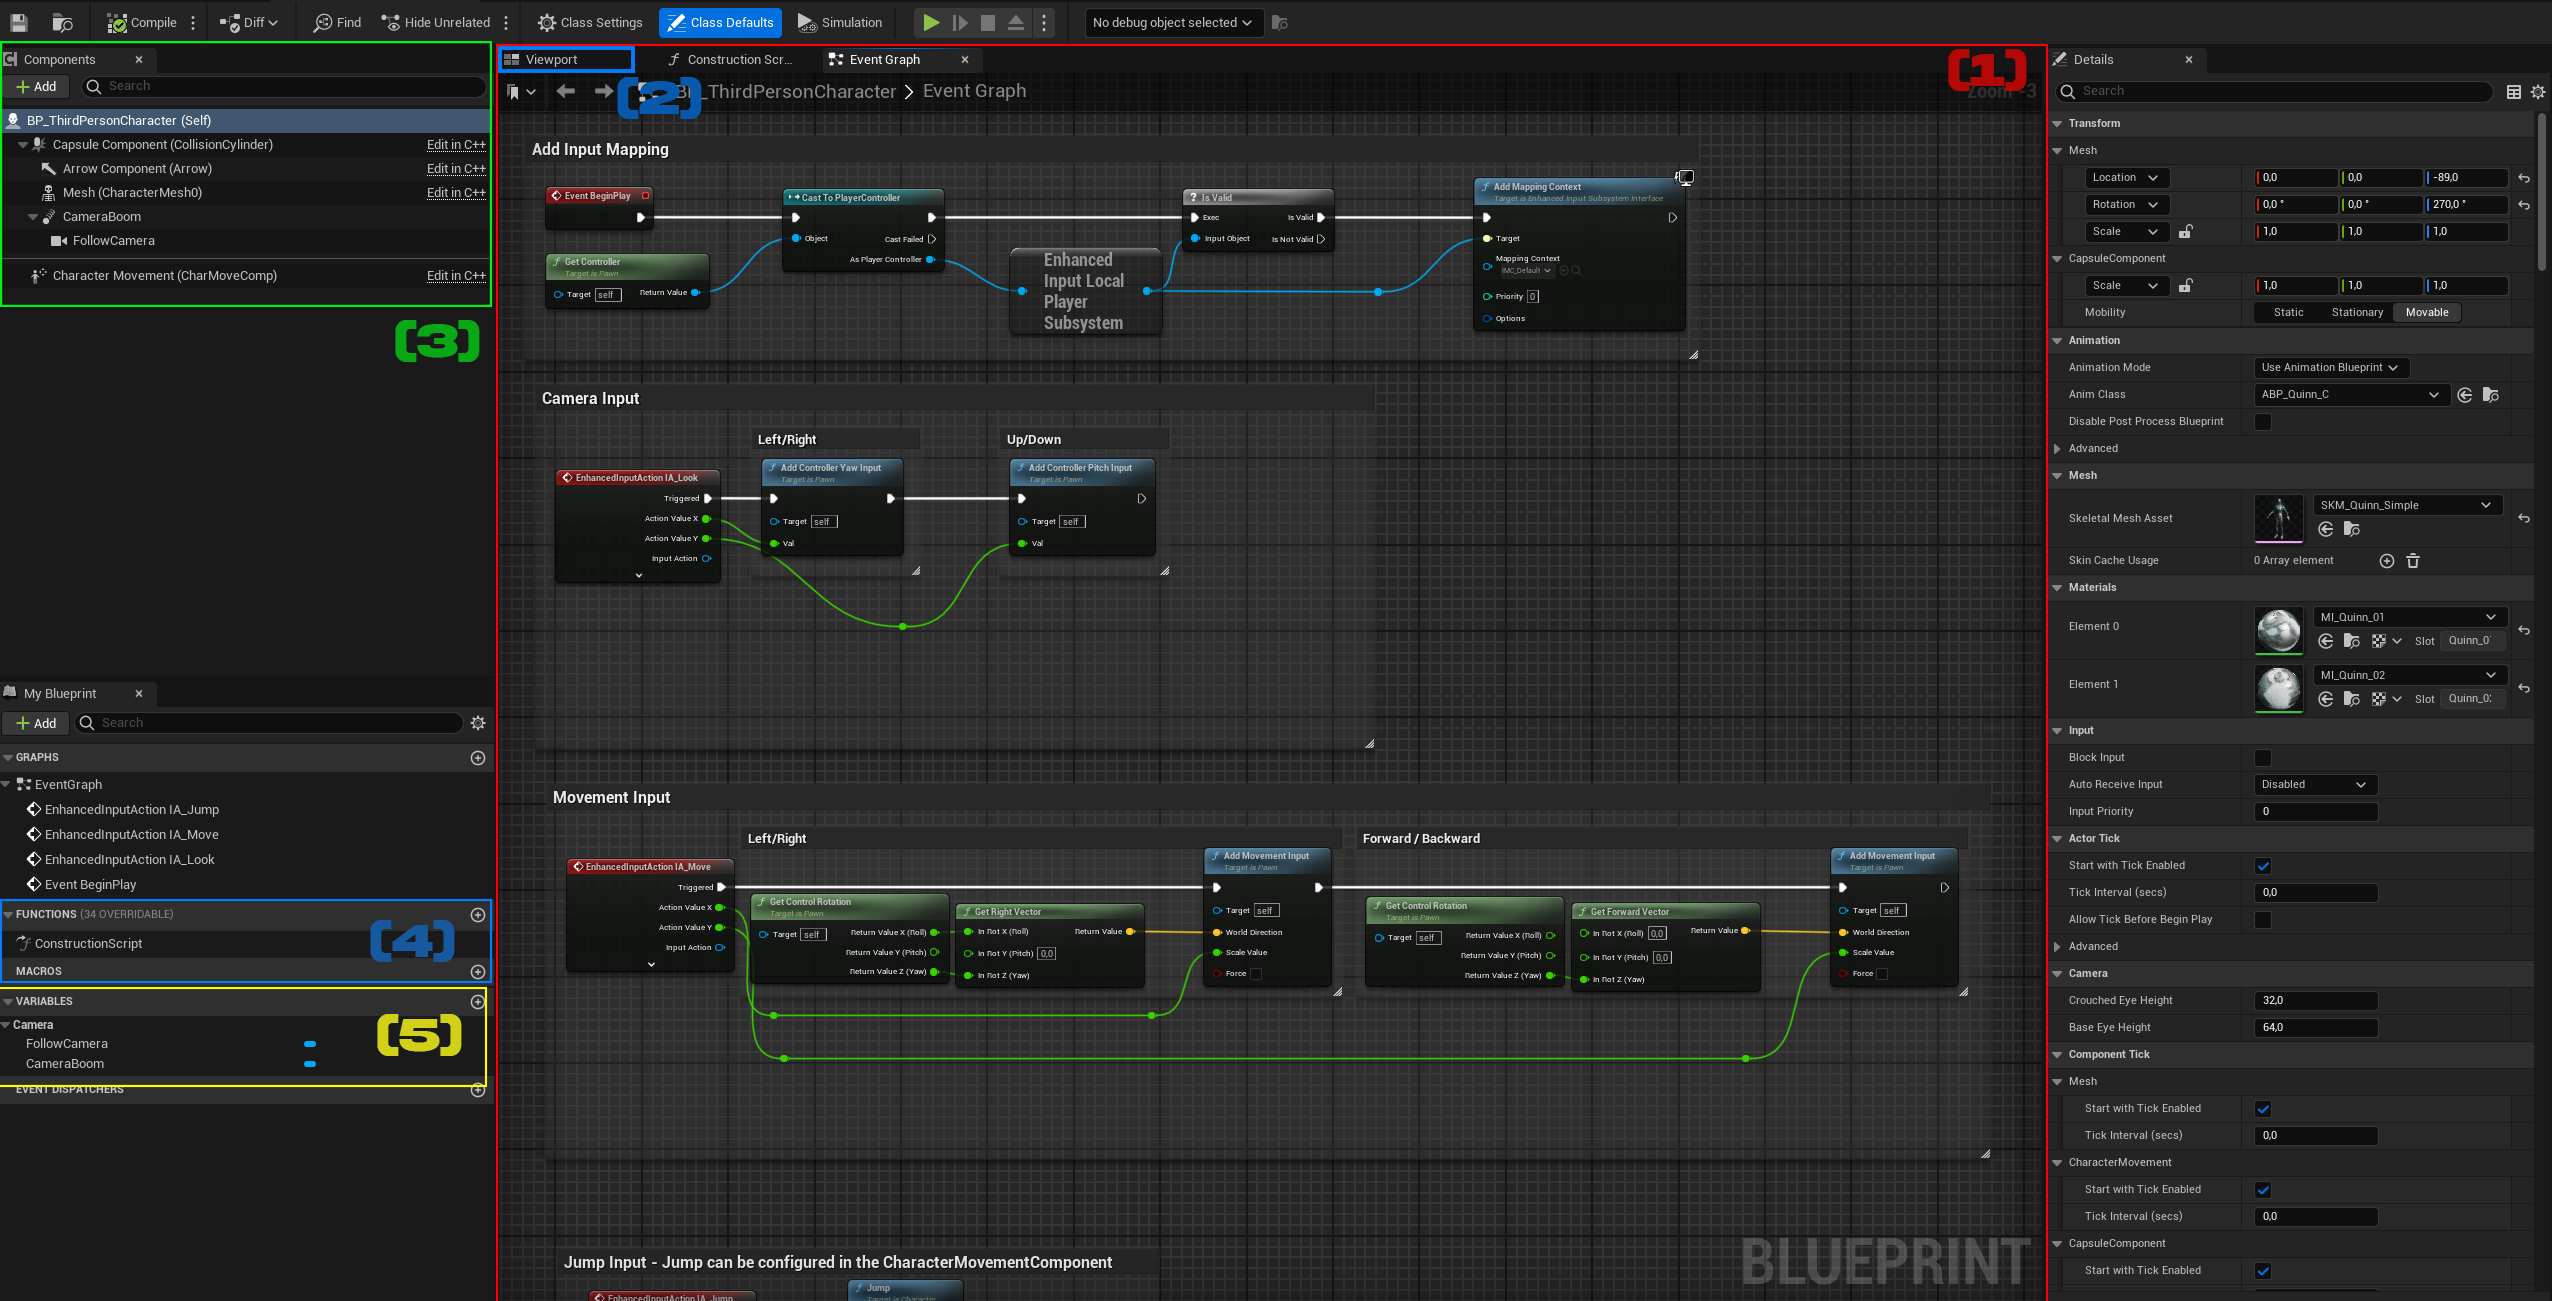 Compile
Diff
Find
Hide Unrelated
Class Settings
Class Defaults
Simulation
No debug object selected
Components
Add
Search
BP_ThirdPersonCharacter (Self)
Capsule Component (CollisionCylinder) Edit in C++
Arrow Component (Arrow) Edit in C++
Mesh (CharacterMesh0) Edit in C++
CameraBoom
FollowCamera
Character Movement (CharMoveComp) Edit in C++
(3)
My Blueprint
Add
Search
GRAPHS
EventGraph
EnhancedInputAction IA_Jump
EnhancedInputAction IA_Move
EnhancedInputAction IA_Look
Event BeginPlay
FUNCTIONS (34 OVERRIDABLE)
ConstructionScript
(4)
MACROS
VARIABLES
Camera
FollowCamera
CameraBoom
(5)
EVENT DISPATCHERS
Viewport
Construction Scr...
Event Graph
(1)
(2)
BP_ThirdPersonCharacter > Event Graph
Zoom -3
Add Input Mapping
Event BeginPlay
Get Controller
Target is Pawn
Target self
Return Value
Cast To PlayerController
Object
Cast Failed
As Player Controller
Enhanced
Input Local
Player
Subsystem
? Is Valid
Exec
Is Valid
Input Object
Is Not Valid
Add Mapping Context
Target is Enhanced Input Subsystem Interface
Target
Mapping Context
IMC_Default
Priority 0
Options
Camera Input
Left/Right
Up/Down
EnhancedInputAction IA_Look
Triggered
Action Value X
Action Value Y
Input Action
Add Controller Yaw Input
Target is Pawn
Target self
Val
Add Controller Pitch Input
Target is Pawn
Target self
Val
Movement Input
Left/Right
Forward / Backward
EnhancedInputAction IA_Move
Triggered
Action Value X
Action Value Y
Input Action
Get Control Rotation
Target is Pawn
Target self
Return Value X (Roll)
Return Value Y (Pitch)
Return Value Z (Yaw)
Get Right Vector
In Rot X (Roll)
Return Value
In Rot Y (Pitch) 0,0
In Rot Z (Yaw)
Add Movement Input
Target is Pawn
Target self
World Direction
Scale Value
Force
Get Control Rotation
Target is Pawn
Target self
Return Value X (Roll)
Return Value Y (Pitch)
Return Value Z (Yaw)
Get Forward Vector
In Rot X (Roll) 0,0
Return Value
In Rot Y (Pitch) 0,0
In Rot Z (Yaw)
Add Movement Input
Target is Pawn
Target self
World Direction
Scale Value
Force
Jump Input - Jump can be configured in the CharacterMovementComponent
EnhancedInputAction IA_Jump
Jump
Target is Character
BLUEPRINT
Details
Search
Transform
Mesh
Location 0,0 0,0 -89,0
Rotation 0,0 ° 0,0 ° 270,0 °
Scale 1,0 1,0 1,0
CapsuleComponent
Scale 1,0 1,0 1,0
Mobility Static Stationary Movable
Animation
Animation Mode Use Animation Blueprint
Anim Class ABP_Quinn_C
Disable Post Process Blueprint
Advanced
Mesh
Skeletal Mesh Asset SKM_Quinn_Simple
Skin Cache Usage 0 Array element
Materials
Element 0 MI_Quinn_01
Slot Quinn_0
Element 1 MI_Quinn_02
Slot Quinn_0
Input
Block Input
Auto Receive Input Disabled
Input Priority 0
Actor Tick
Start with Tick Enabled
Tick Interval (secs) 0,0
Allow Tick Before Begin Play
Advanced
Camera
Crouched Eye Height 32,0
Base Eye Height 64,0
Component Tick
Mesh
Start with Tick Enabled
Tick Interval (secs) 0,0
CharacterMovement
Start with Tick Enabled
Tick Interval (secs) 0,0
CapsuleComponent
Start with Tick Enabled